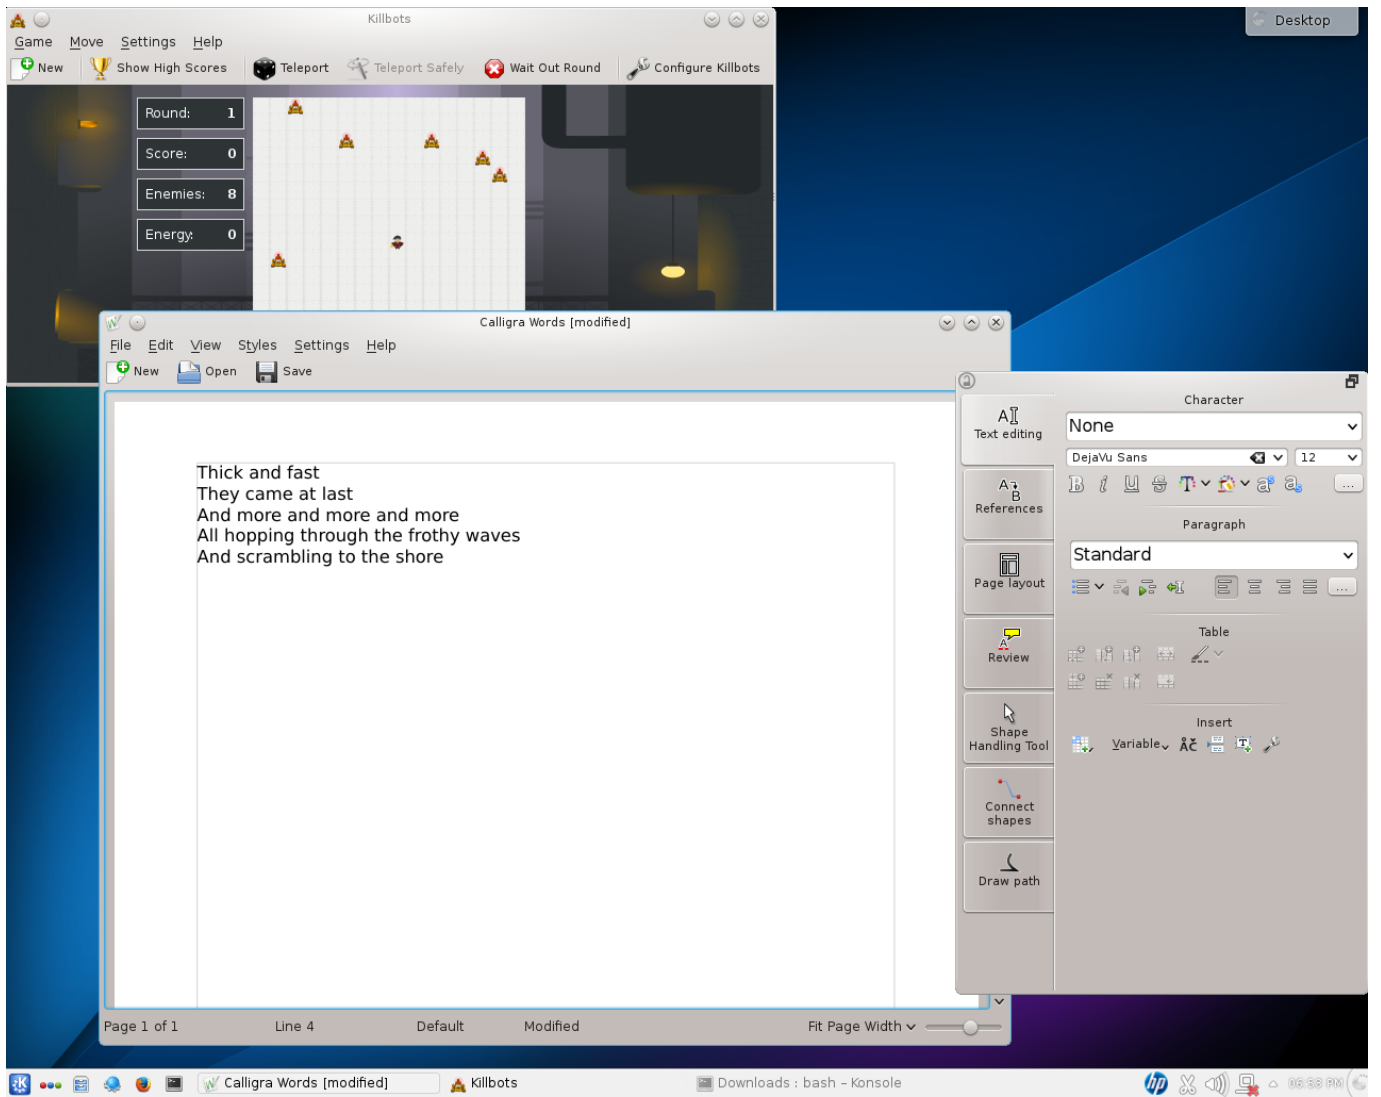 Killbots
Desktop
Game Move Settings Help
New Show High Scores Teleport Teleport Safely Wait Out Round Configure Killbots
Round: 1
Score: 0
Enemies: 8
Energy: 0
Calligra Words [modified]
File Edit View Styles Settings Help
New Open Save
Thick and fast
They came at last
And more and more and more
All hopping through the frothy waves
And scrambling to the shore
Text editing
References
Page layout
Review
Shape
Handling Tool
Connect
shapes
Draw path
Character
None
DejaVu Sans 12
Paragraph
Standard
Table
Insert
Variable
Page 1 of 1 Line 4 Default Modified Fit Page Width
Calligra Words [modified] Killbots Downloads : bash – Konsole hp 06:53 PM